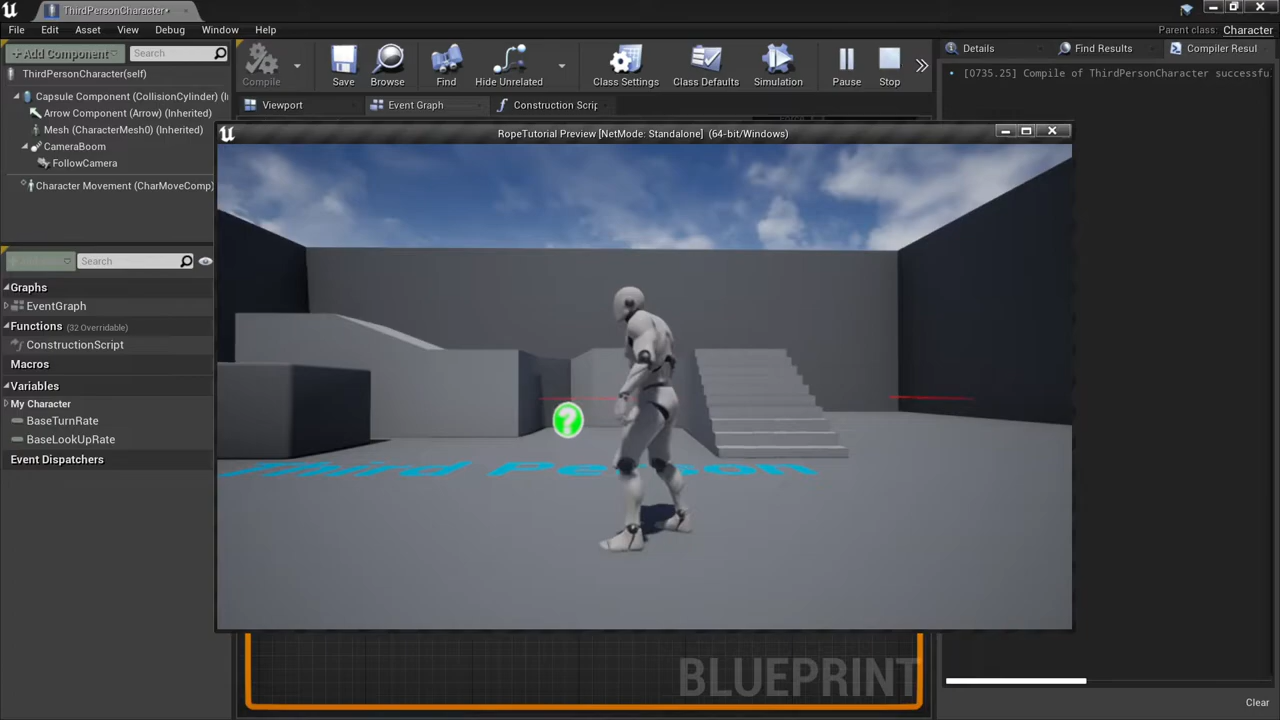 ThirdPersonCharacter*
File Edit Asset View Debug Window Help
Parent class: Character
+Add Component Search
Compile Save Browse Find Hide Unrelated Class Settings Class Defaults Simulation Pause Stop
Details Find Results Compiler Resul
ThirdPersonCharacter(self)
[0735.25] Compile of ThirdPersonCharacter successfu
Capsule Component (CollisionCylinder) (I
Viewport Event Graph Construction Scrip
Arrow Component (Arrow) (Inherited)
Mesh (CharacterMesh0) (Inherited)
RopeTutorial Preview [NetMode: Standalone] (64-bit/Windows)
CameraBoom
FollowCamera
Character Movement (CharMoveComp)
Search
Graphs
EventGraph
Functions (32 Overridable)
ConstructionScript
Macros
Variables
My Character
BaseTurnRate
BaseLookUpRate
Event Dispatchers
?
Third Person
BLUEPRINT
Clear